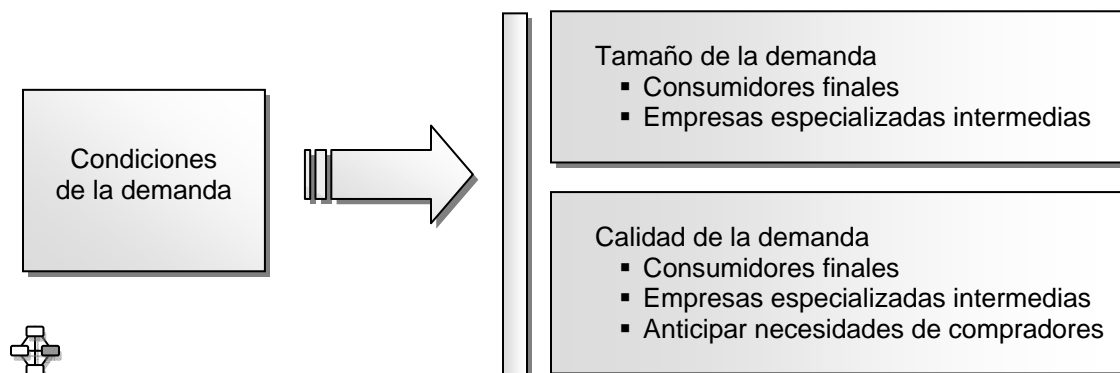 Condiciones
de la demanda
Tamaño de la demanda
▪ Consumidores finales
▪ Empresas especializadas intermedias
Calidad de la demanda
▪ Consumidores finales
▪ Empresas especializadas intermedias
▪ Anticipar necesidades de compradores